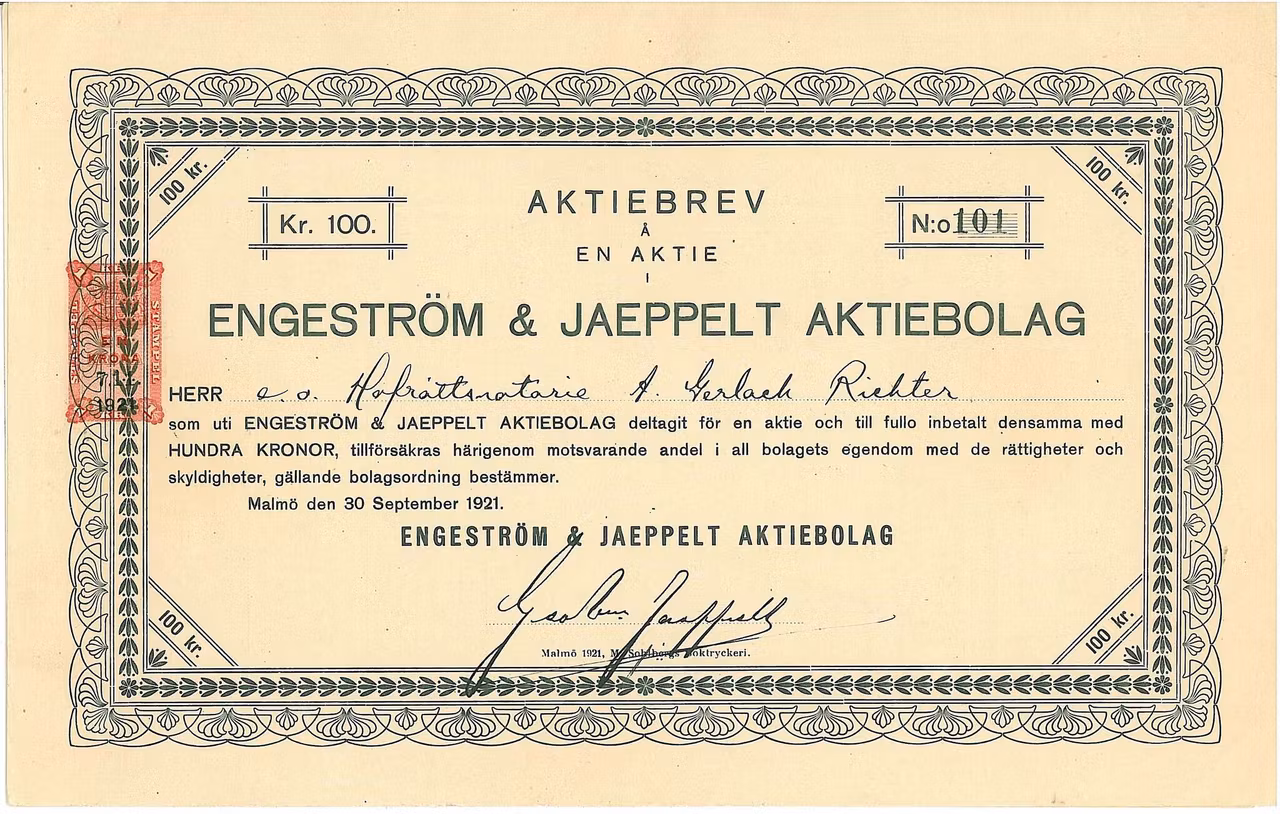 100 kr.
100 kr.
Kr. 100.
AKTIEBREV
N:o 101
Å
EN AKTIE
I
ENGESTRÖM & JAEPPELT AKTIEBOLAG
STÄMPEL
EN
KRONA
1921
HERR e.o. Hofrättsnotarie A. Gerlach Richter
som uti ENGESTRÖM & JAEPPELT AKTIEBOLAG deltagit för en aktie och till fullo inbetalt densamma med
HUNDRA KRONOR, tillförsäkras härigenom motsvarande andel i all bolagets egendom med de rättigheter och
skyldigheter, gällande bolagsordning bestämmer.
Malmö den 30 September 1921.
ENGESTRÖM & JAEPPELT AKTIEBOLAG
Jaeppelt
Malmö 1921, M. Sohlbergs Boktryckeri.
100 kr.
100 kr.